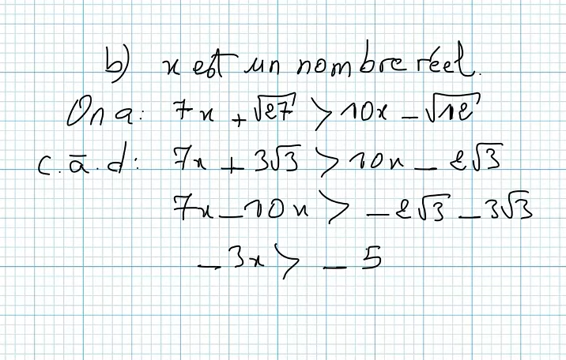 b) x est un nombre réel.
On a: 7x + √27 > 10x - √12
c.à.d: 7x + 3√3 > 10x - 2√3
7x - 10x > - 2√3 - 3√3
- 3x > - 5